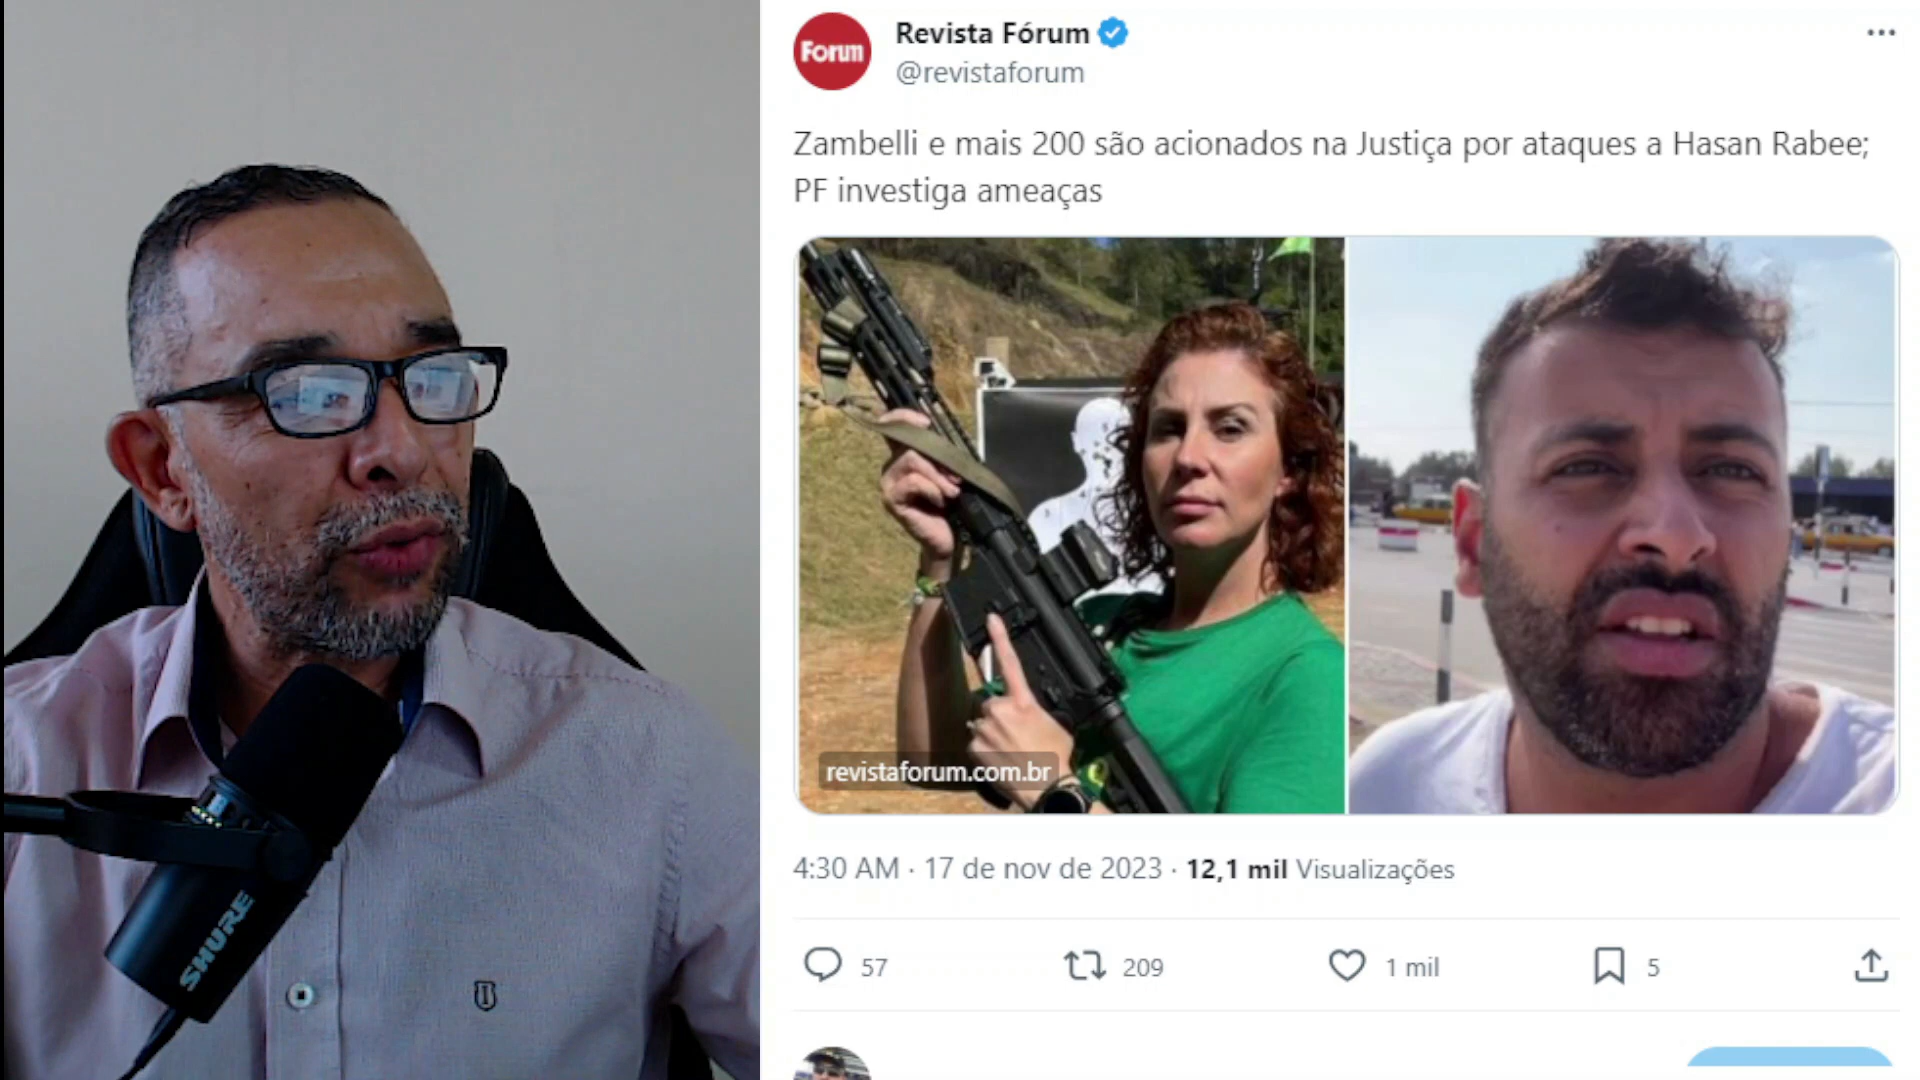 Forum
Revista Fórum
@revistaforum
Zambelli e mais 200 são acionados na Justiça por ataques a Hasan Rabee;
PF investiga ameaças
revistaforum.com.br
4:30 AM · 17 de nov de 2023 · 12,1 mil Visualizações
57
209
1 mil
5
SHURE